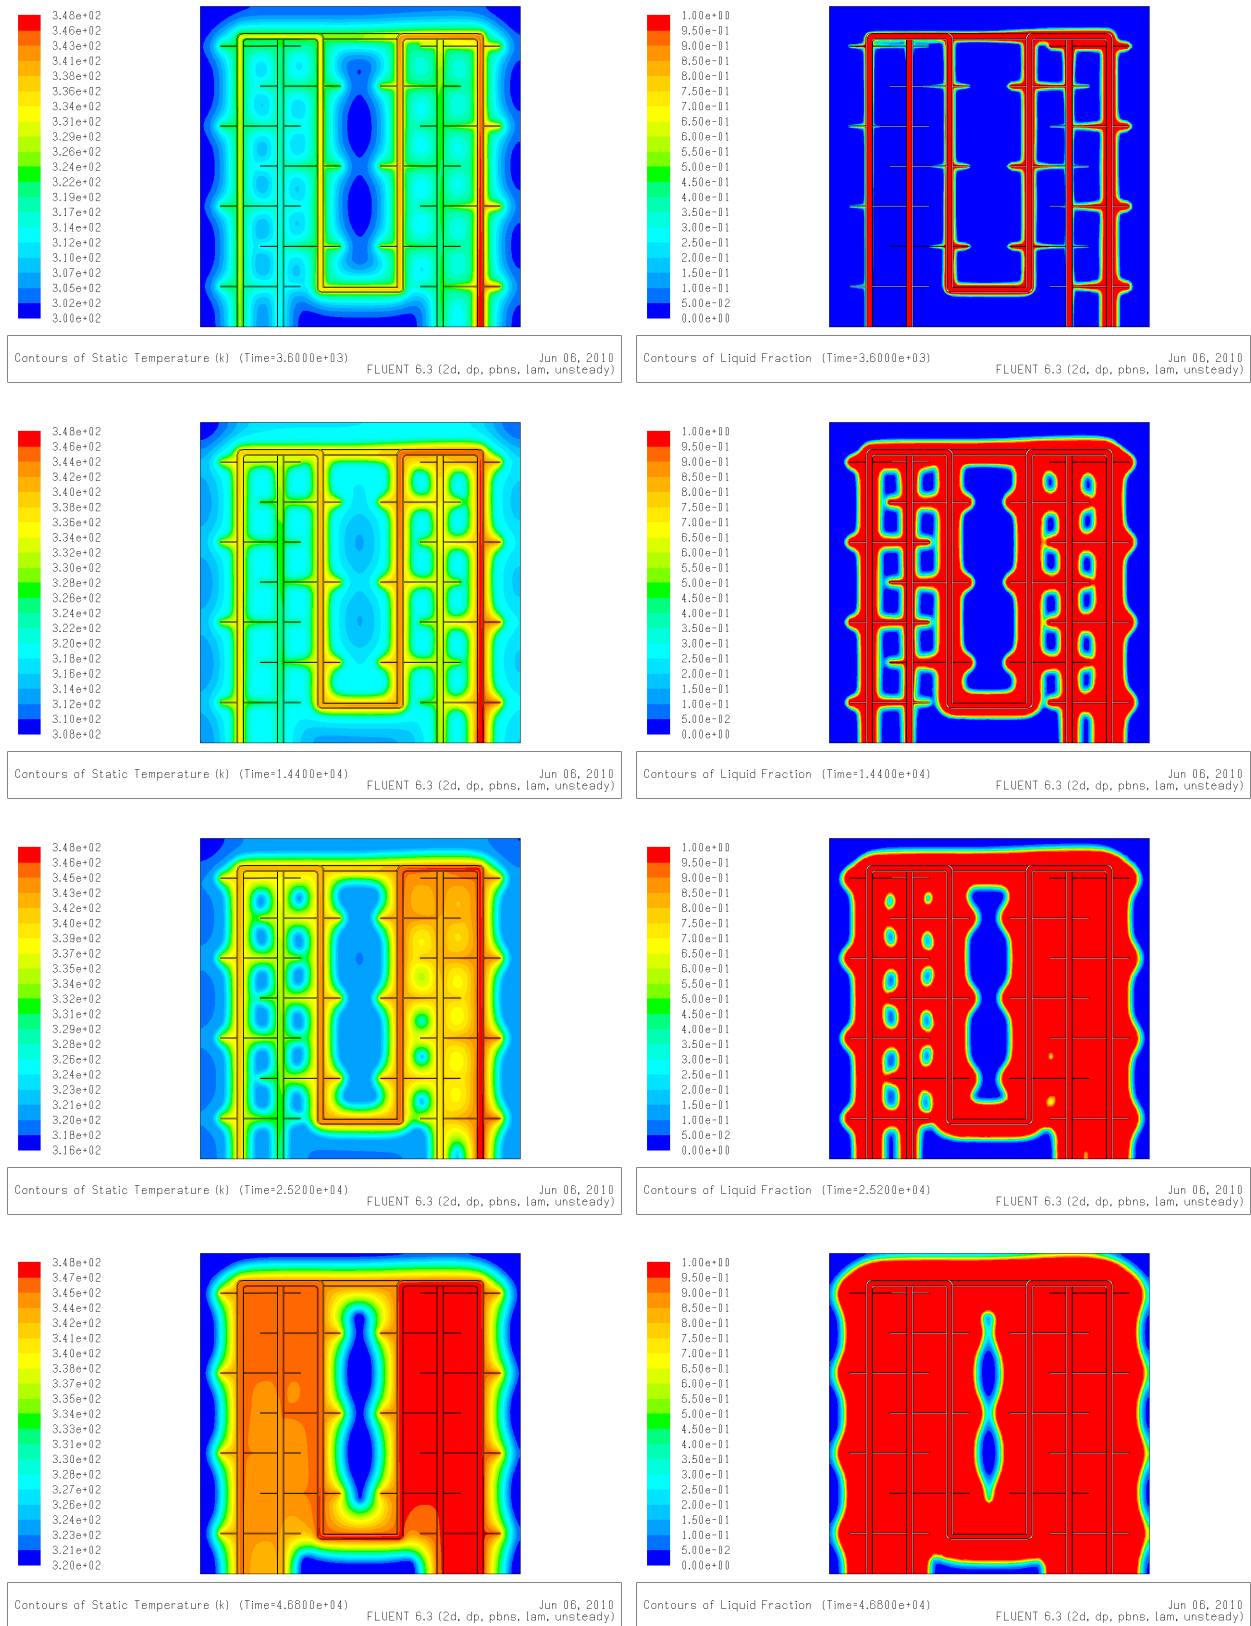 3.48e+02
3.46e+02
3.43e+02
3.41e+02
3.38e+02
3.36e+02
3.34e+02
3.31e+02
3.29e+02
3.26e+02
3.24e+02
3.22e+02
3.19e+02
3.17e+02
3.14e+02
3.12e+02
3.10e+02
3.07e+02
3.05e+02
3.02e+02
3.00e+02
Contours of Static Temperature (k) (Time=3.6000e+03)
Jun 06, 2010
FLUENT 6.3 (2d, dp, pbns, lam, unsteady)
1.00e+00
9.50e-01
9.00e-01
8.50e-01
8.00e-01
7.50e-01
7.00e-01
6.50e-01
6.00e-01
5.50e-01
5.00e-01
4.50e-01
4.00e-01
3.50e-01
3.00e-01
2.50e-01
2.00e-01
1.50e-01
1.00e-01
5.00e-02
0.00e+00
Contours of Liquid Fraction (Time=3.6000e+03)
Jun 06, 2010
FLUENT 6.3 (2d, dp, pbns, lam, unsteady)
3.48e+02
3.46e+02
3.44e+02
3.42e+02
3.40e+02
3.38e+02
3.36e+02
3.34e+02
3.32e+02
3.30e+02
3.28e+02
3.26e+02
3.24e+02
3.22e+02
3.20e+02
3.18e+02
3.16e+02
3.14e+02
3.12e+02
3.10e+02
3.08e+02
Contours of Static Temperature (k) (Time=1.4400e+04)
Jun 06, 2010
FLUENT 6.3 (2d, dp, pbns, lam, unsteady)
1.00e+00
9.50e-01
9.00e-01
8.50e-01
8.00e-01
7.50e-01
7.00e-01
6.50e-01
6.00e-01
5.50e-01
5.00e-01
4.50e-01
4.00e-01
3.50e-01
3.00e-01
2.50e-01
2.00e-01
1.50e-01
1.00e-01
5.00e-02
0.00e+00
Contours of Liquid Fraction (Time=1.4400e+04)
Jun 06, 2010
FLUENT 6.3 (2d, dp, pbns, lam, unsteady)
3.48e+02
3.46e+02
3.45e+02
3.43e+02
3.42e+02
3.40e+02
3.39e+02
3.37e+02
3.35e+02
3.34e+02
3.32e+02
3.31e+02
3.29e+02
3.28e+02
3.26e+02
3.24e+02
3.23e+02
3.21e+02
3.20e+02
3.18e+02
3.16e+02
Contours of Static Temperature (k) (Time=2.5200e+04)
Jun 06, 2010
FLUENT 6.3 (2d, dp, pbns, lam, unsteady)
1.00e+00
9.50e-01
9.00e-01
8.50e-01
8.00e-01
7.50e-01
7.00e-01
6.50e-01
6.00e-01
5.50e-01
5.00e-01
4.50e-01
4.00e-01
3.50e-01
3.00e-01
2.50e-01
2.00e-01
1.50e-01
1.00e-01
5.00e-02
0.00e+00
Contours of Liquid Fraction (Time=2.5200e+04)
Jun 06, 2010
FLUENT 6.3 (2d, dp, pbns, lam, unsteady)
3.48e+02
3.47e+02
3.45e+02
3.44e+02
3.42e+02
3.41e+02
3.40e+02
3.38e+02
3.37e+02
3.35e+02
3.34e+02
3.33e+02
3.31e+02
3.30e+02
3.28e+02
3.27e+02
3.26e+02
3.24e+02
3.23e+02
3.21e+02
3.20e+02
Contours of Static Temperature (k) (Time=4.6800e+04)
Jun 06, 2010
FLUENT 6.3 (2d, dp, pbns, lam, unsteady)
1.00e+00
9.50e-01
9.00e-01
8.50e-01
8.00e-01
7.50e-01
7.00e-01
6.50e-01
6.00e-01
5.50e-01
5.00e-01
4.50e-01
4.00e-01
3.50e-01
3.00e-01
2.50e-01
2.00e-01
1.50e-01
1.00e-01
5.00e-02
0.00e+00
Contours of Liquid Fraction (Time=4.6800e+04)
Jun 06, 2010
FLUENT 6.3 (2d, dp, pbns, lam, unsteady)